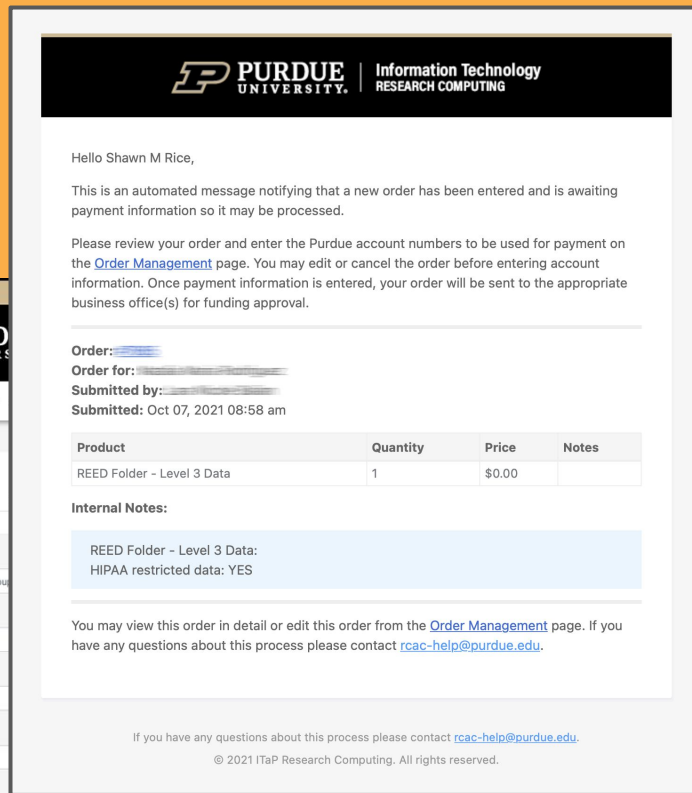 PURDUE UNIVERSITY. Information Technology RESEARCH COMPUTING
Hello Shawn M Rice,
This is an automated message notifying that a new order has been entered and is awaiting
payment information so it may be processed.
Please review your order and enter the Purdue account numbers to be used for payment on
the Order Management page. You may edit or cancel the order before entering account
information. Once payment information is entered, your order will be sent to the appropriate
business office(s) for funding approval.
Order:
Order for:
Submitted by:
Submitted: Oct 07, 2021 08:58 am
Product Quantity Price Notes
REED Folder - Level 3 Data 1 $0.00
Internal Notes:
REED Folder - Level 3 Data:
HIPAA restricted data: YES
You may view this order in detail or edit this order from the Order Management page. If you
have any questions about this process please contact rcac-help@purdue.edu.
If you have any questions about this process please contact rcac-help@purdue.edu.
© 2021 ITaP Research Computing. All rights reserved.